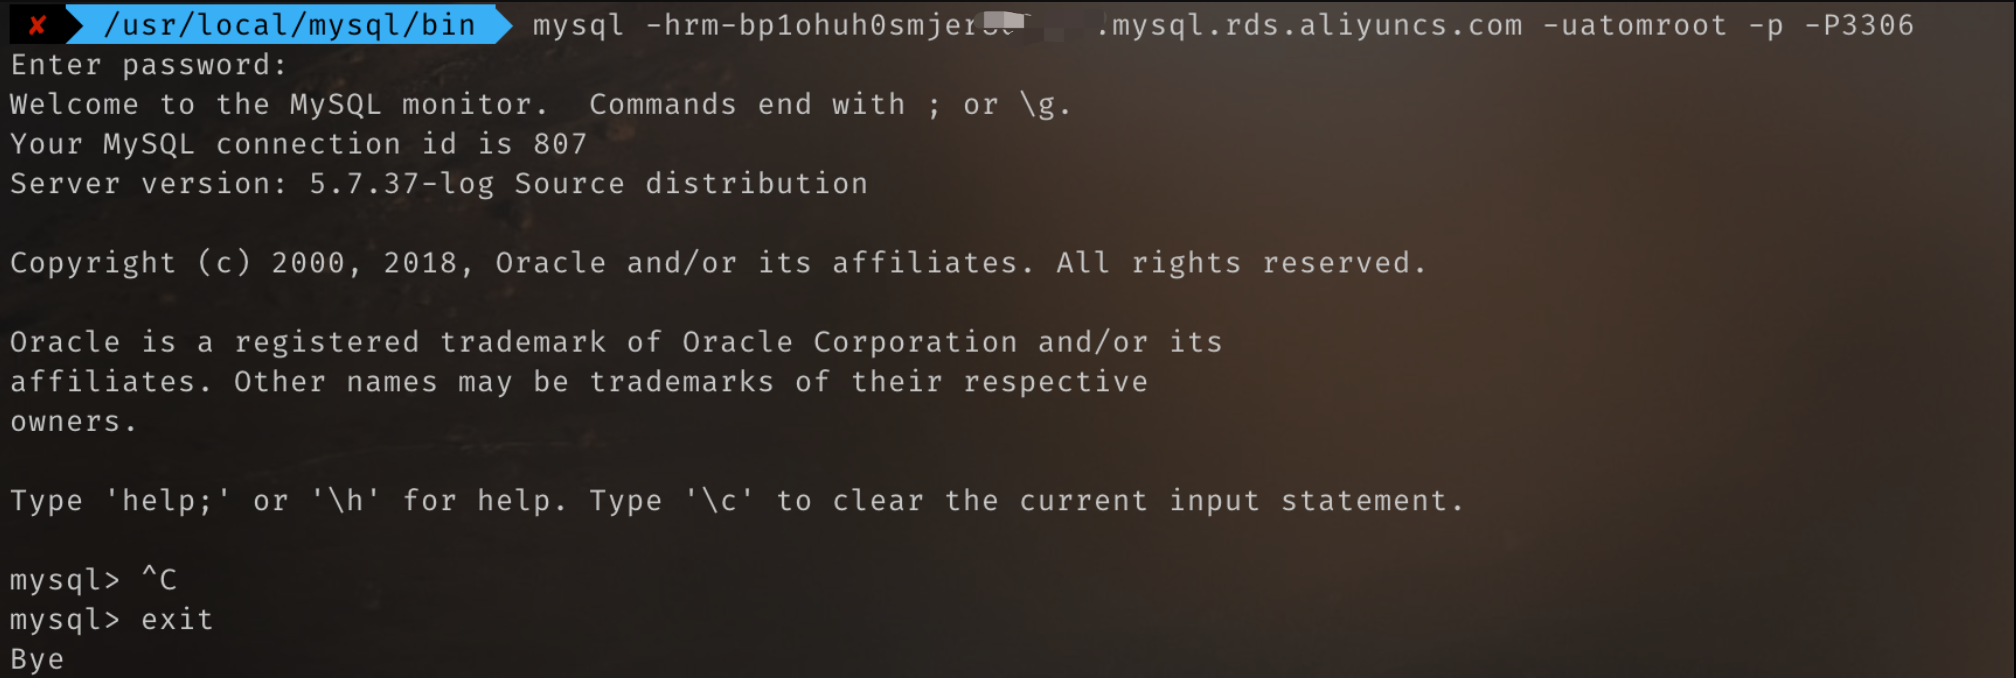 ✘ /usr/local/mysql/bin mysql -hrm-bp1ohuh0smjer .mysql.rds.aliyuncs.com -uatomroot -p -P3306
Enter password:
Welcome to the MySQL monitor.  Commands end with ; or \g.
Your MySQL connection id is 807
Server version: 5.7.37-log Source distribution
Copyright (c) 2000, 2018, Oracle and/or its affiliates. All rights reserved.
Oracle is a registered trademark of Oracle Corporation and/or its
affiliates. Other names may be trademarks of their respective
owners.
Type 'help;' or '\h' for help. Type '\c' to clear the current input statement.
mysql> ^C
mysql> exit
Bye